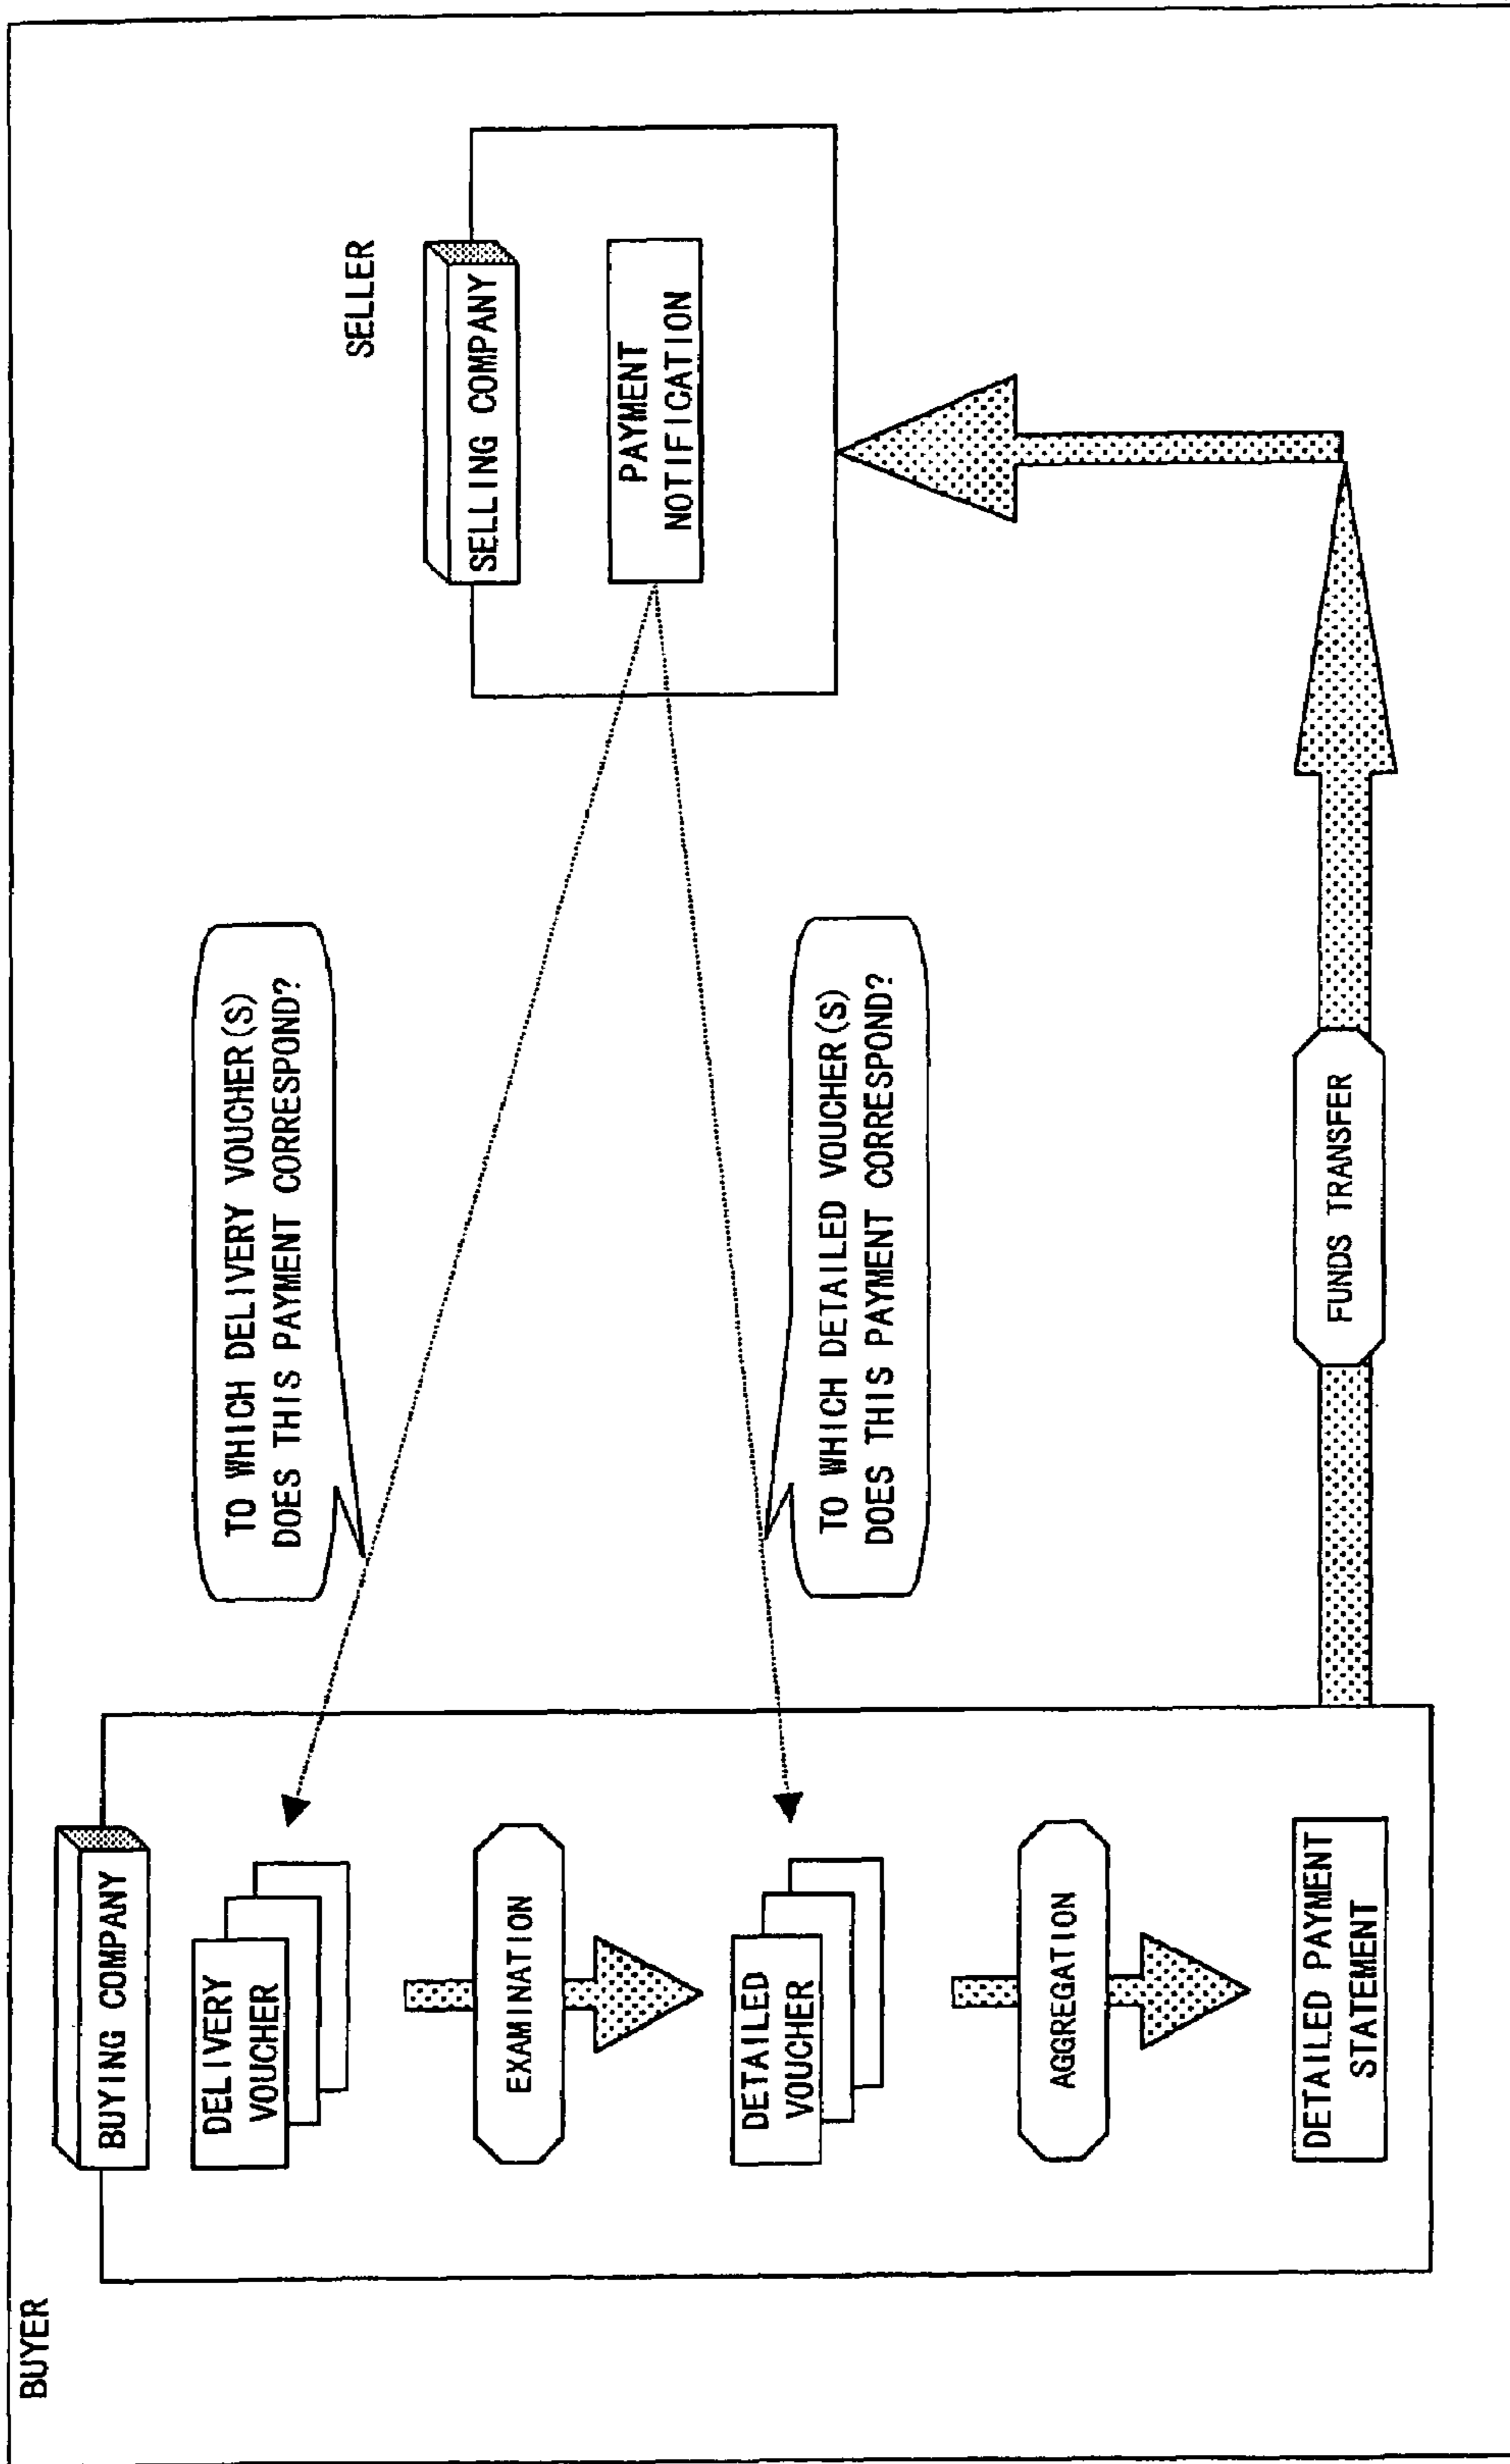 BUYER
BUYING COMPANY
DELIVERY
VOUCHER
EXAMINATION
DETAILED
VOUCHER
AGGREGATION
DETAILED PAYMENT
STATEMENT
TO WHICH DELIVERY VOUCHER(S)
DOES THIS PAYMENT CORRESPOND?
TO WHICH DETAILED VOUCHER(S)
DOES THIS PAYMENT CORRESPOND?
FUNDS TRANSFER
SELLER
SELLING COMPANY
PAYMENT
NOTIFICATION